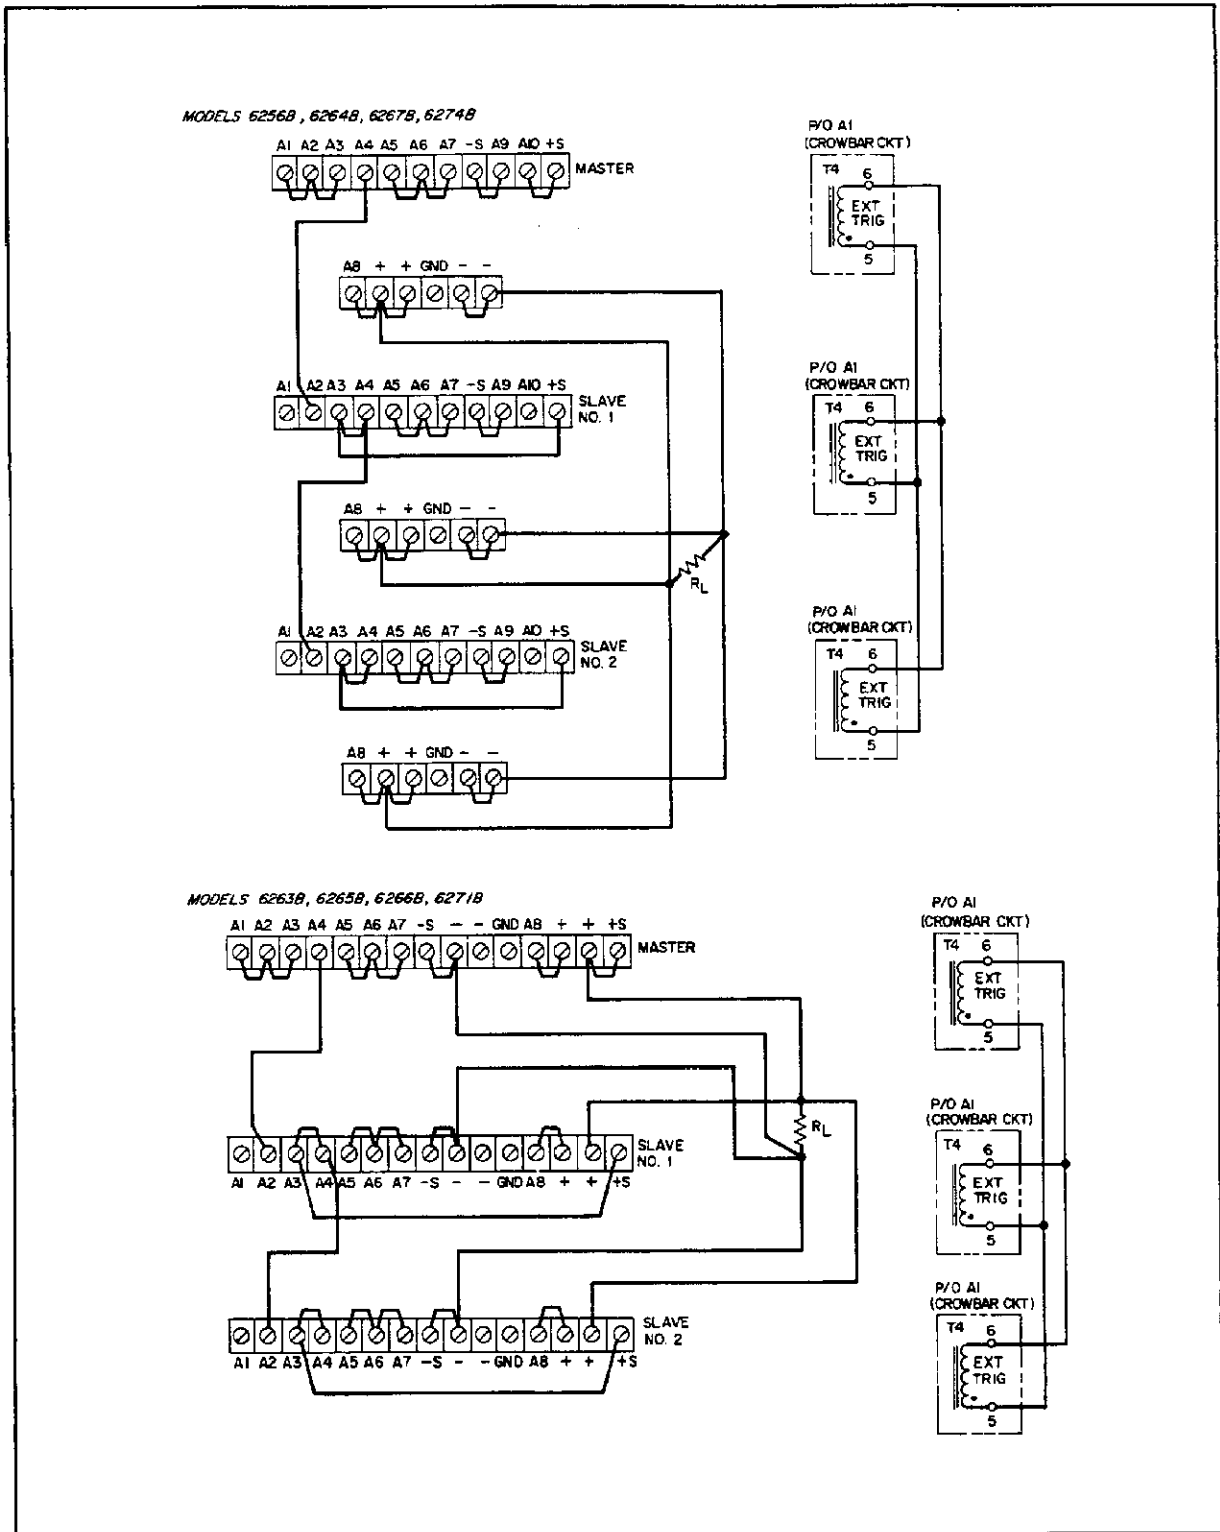 MODELS 6256B, 6264B, 6267B, 6274B
A1 A2 A3 A4 A5 A6 A7 -S A9 A10 +S
MASTER
A8 + + GND - -
A1 A2 A3 A4 A5 A6 A7 -S A9 A10 +S
SLAVE
NO. 1
A8 + + GND - -
RL
A1 A2 A3 A4 A5 A6 A7 -S A9 A10 +S
SLAVE
NO. 2
A8 + + GND - -
P/O A1
(CROWBAR CKT)
T4 6
EXT
TRIG
5
P/O A1
(CROWBAR CKT)
T4 6
EXT
TRIG
5
P/O A1
(CROWBAR CKT)
T4 6
EXT
TRIG
5
MODELS 6263B, 6265B, 6266B, 6271B
A1 A2 A3 A4 A5 A6 A7 -S - - GND A8 + + +S
MASTER
RL
SLAVE
NO. 1
A1 A2 A3 A4 A5 A6 A7 -S - - GND A8 + + +S
SLAVE
NO. 2
A1 A2 A3 A4 A5 A6 A7 -S - - GND A8 + + +S
P/O A1
(CROWBAR CKT)
T4 6
EXT
TRIG
5
P/O A1
(CROWBAR CKT)
T4 6
EXT
TRIG
5
P/O A1
(CROWBAR CKT)
T4 6
EXT
TRIG
5